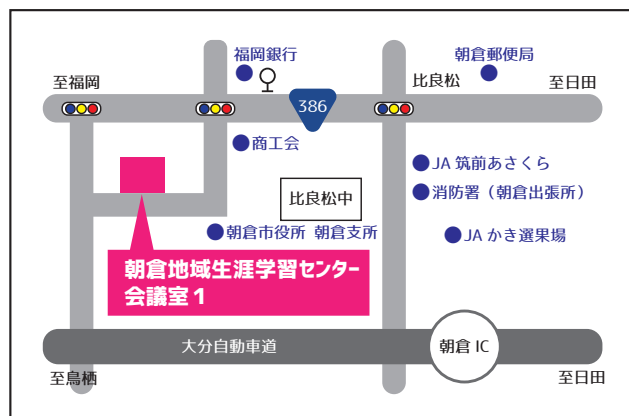 福岡銀行
朝倉郵便局
至福岡
比良松
至日田
386
商工会
JA 筑前あさくら
消防署（朝倉出張所）
比良松中
朝倉市役所 朝倉支所
JA かき選果場
朝倉地域生涯学習センター
会議室 1
大分自動車道
朝倉 IC
至鳥栖
至日田